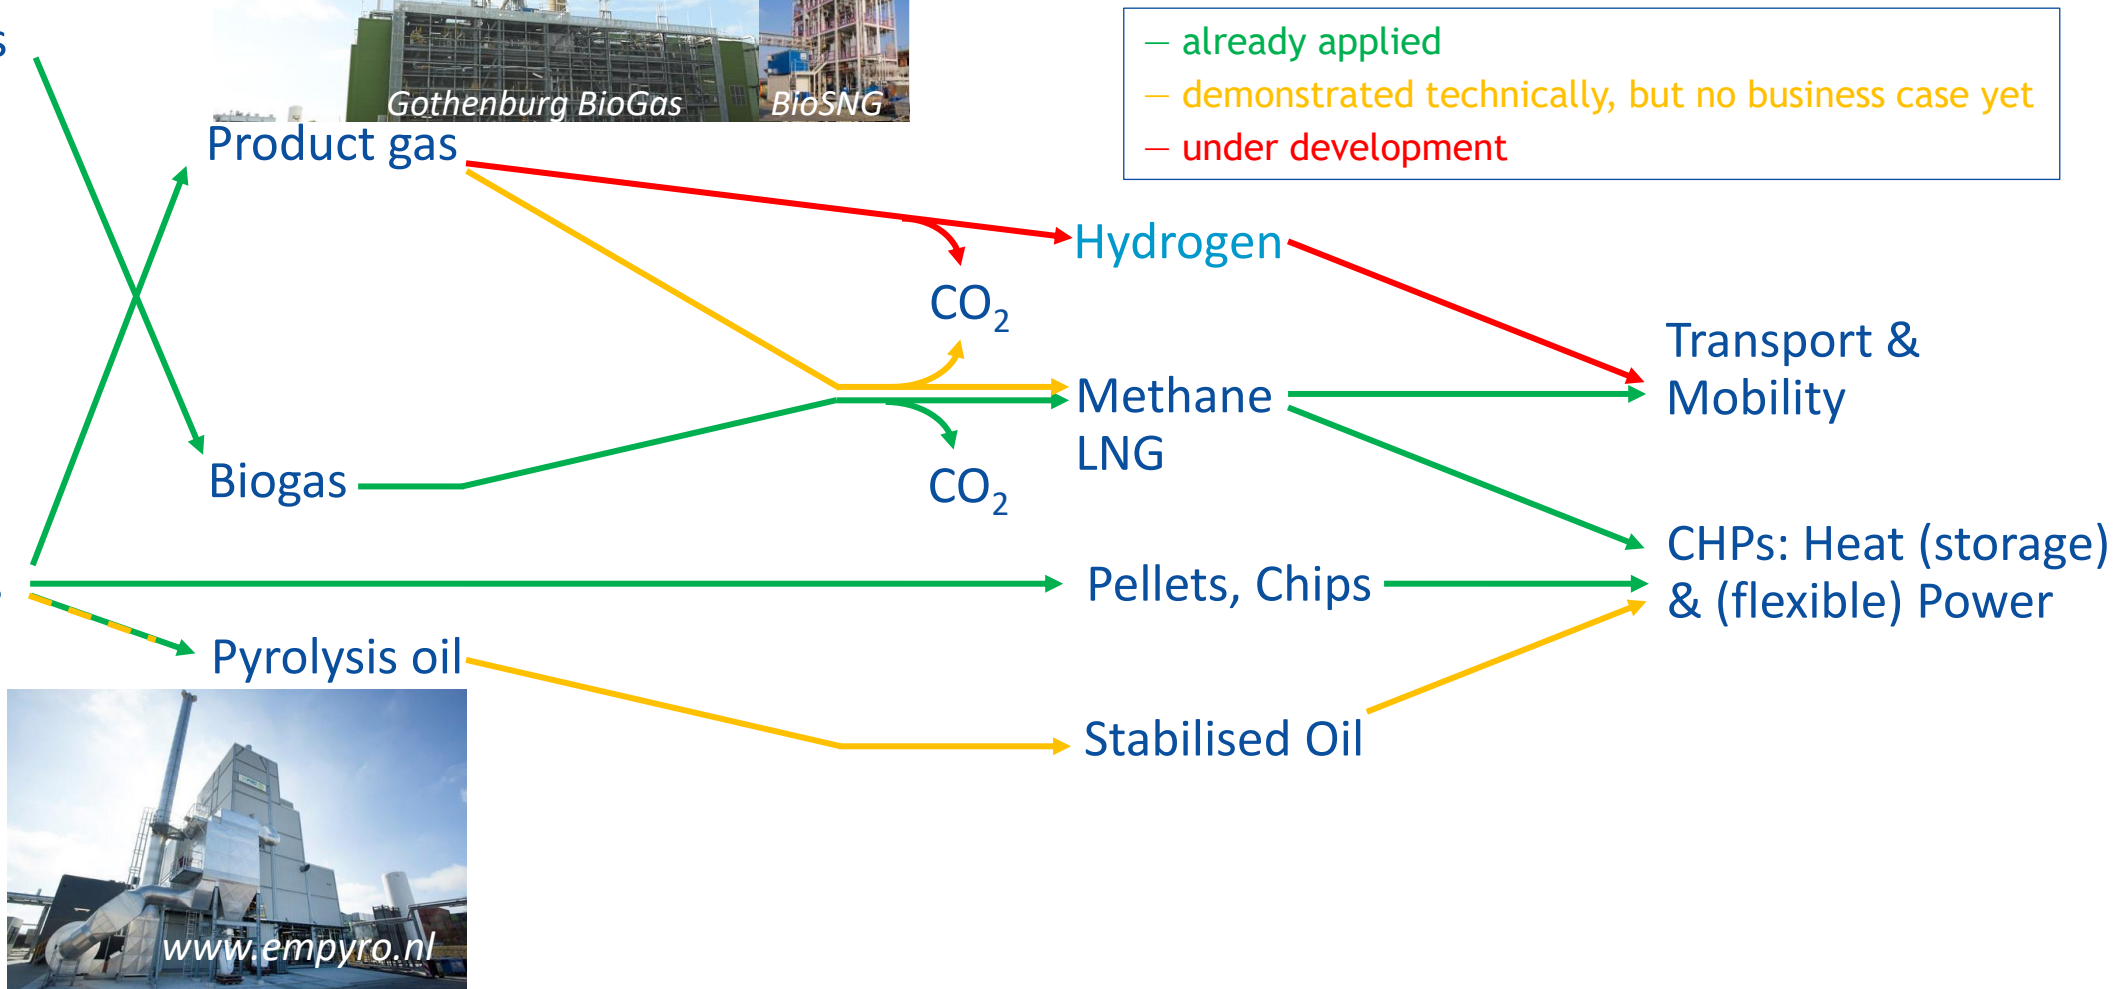 Gothenburg BioGas
BioSNG
— already applied
— demonstrated technically, but no business case yet
— under development
Product gas
Hydrogen
CO₂
Transport &
Mobility
Methane
LNG
Biogas
CO₂
Pellets, Chips
CHPs: Heat (storage)
& (flexible) Power
Pyrolysis oil
Stabilised Oil
www.empyro.nl